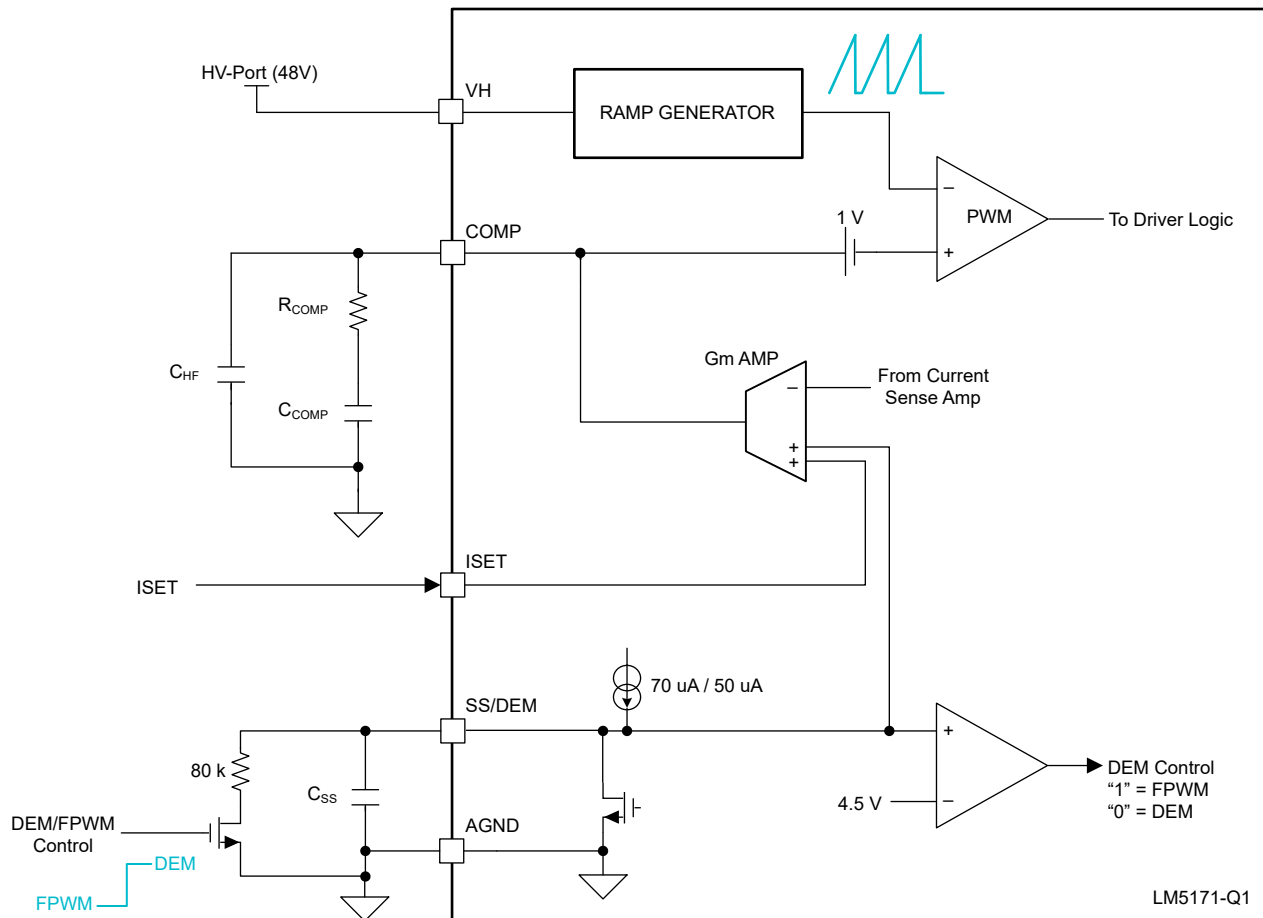 HV-Port (48V)
VH
RAMP GENERATOR
−
PWM
+
To Driver Logic
1 V
COMP
R_COMP
C_HF
C_COMP
Gm AMP
−
+
+
From Current
Sense Amp
ISET
ISET
70 uA / 50 uA
SS/DEM
80 k
C_SS
+
4.5 V
−
DEM Control
“1” = FPWM
“0” = DEM
DEM/FPWM
Control
AGND
DEM
FPWM
LM5171-Q1